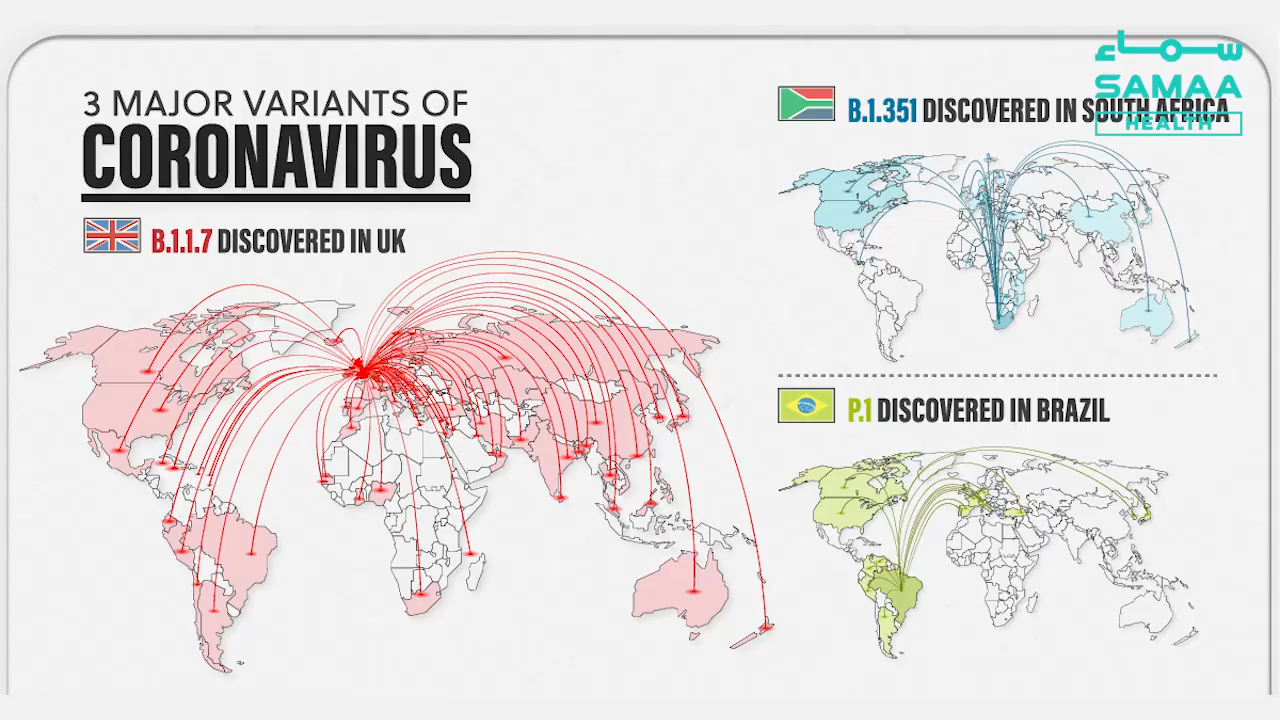 3 MAJOR VARIANTS OF
CORONAVIRUS
B.1.1.7 DISCOVERED IN UK
سماء
SAMAA
HEALTH
B.1.351 DISCOVERED IN SOUTH AFRICA
P.1 DISCOVERED IN BRAZIL